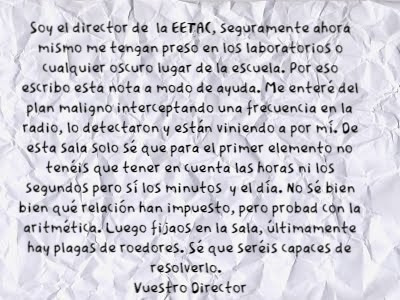 Soy el director de la EETAC, Seguramente ahora
mismo me tengan preso en los laboratorios o
cualquier oscuro lugar de la escuela. Por eso
escribo esta nota a modo de ayuda. Me enteré del
plan maligno interceptando una frecuencia en la
radio, lo detectaron y están viniendo a por mí. De
esta sala solo sé que para el primer elemento no
tenéis que tener en cuenta las horas ni los
segundos pero sí los minutos y el día. No sé bien
bien qué relación han impuesto, pero probad con la
aritmética. Luego fijaos en la sala, últimamente
hay plagas de roedores. Sé que seréis capaces de
resolverlo.
Vuestro Director